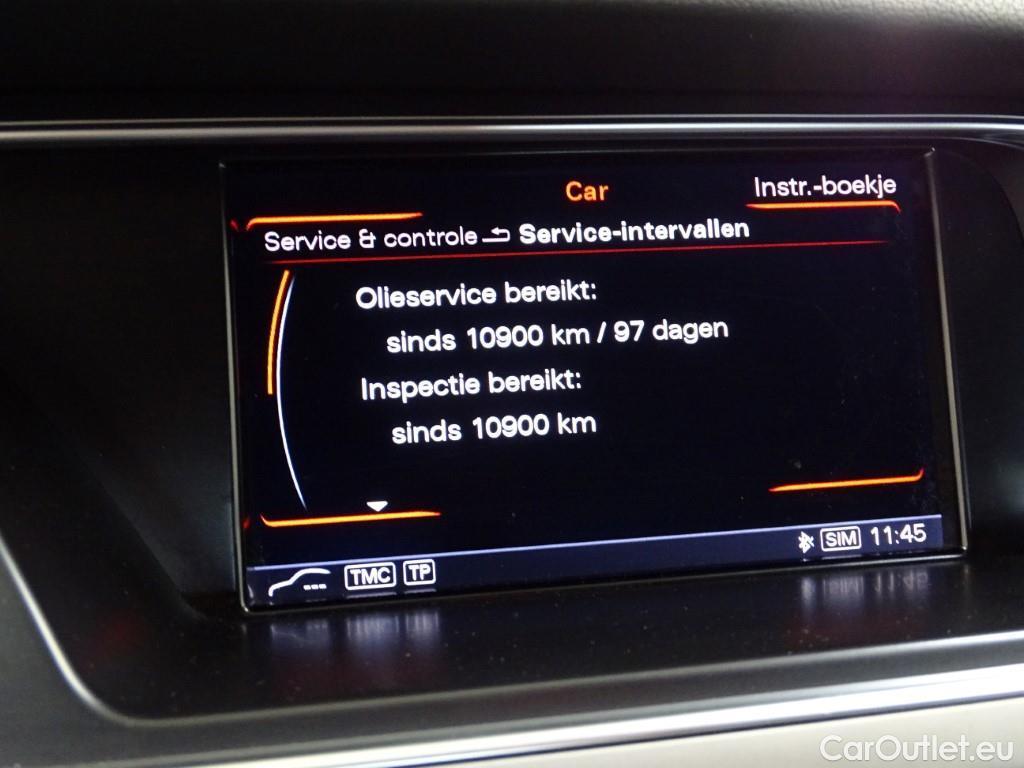 Car
Instr.-boekje
Service & controle Service-intervallen
Olieservice bereikt:
sinds 10900 km / 97 dagen
Inspectie bereikt:
sinds 10900 km
TMC TP SIM 11:45
CarOutlet.eu